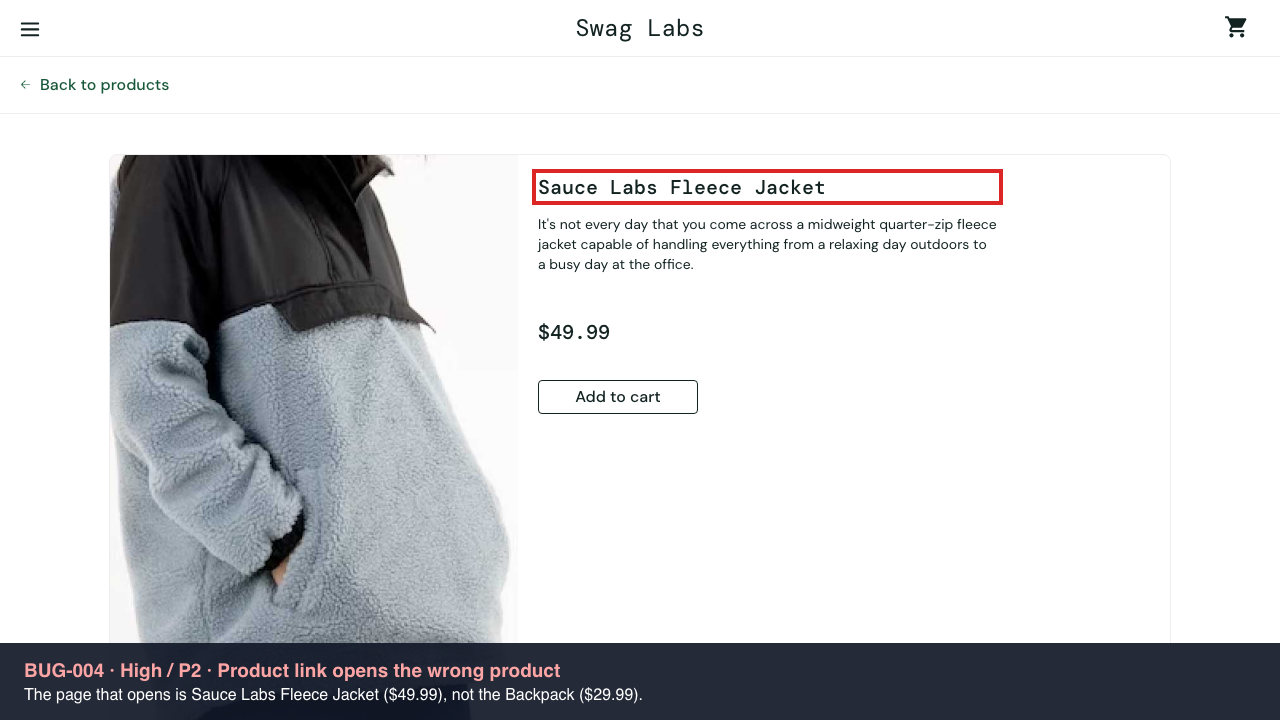 Swag Labs
← Back to products
Sauce Labs Fleece Jacket
It's not every day that you come across a midweight quarter-zip fleece
jacket capable of handling everything from a relaxing day outdoors to
a busy day at the office.
$49.99
Add to cart
BUG-004 · High / P2 · Product link opens the wrong product
The page that opens is Sauce Labs Fleece Jacket ($49.99), not the Backpack ($29.99).